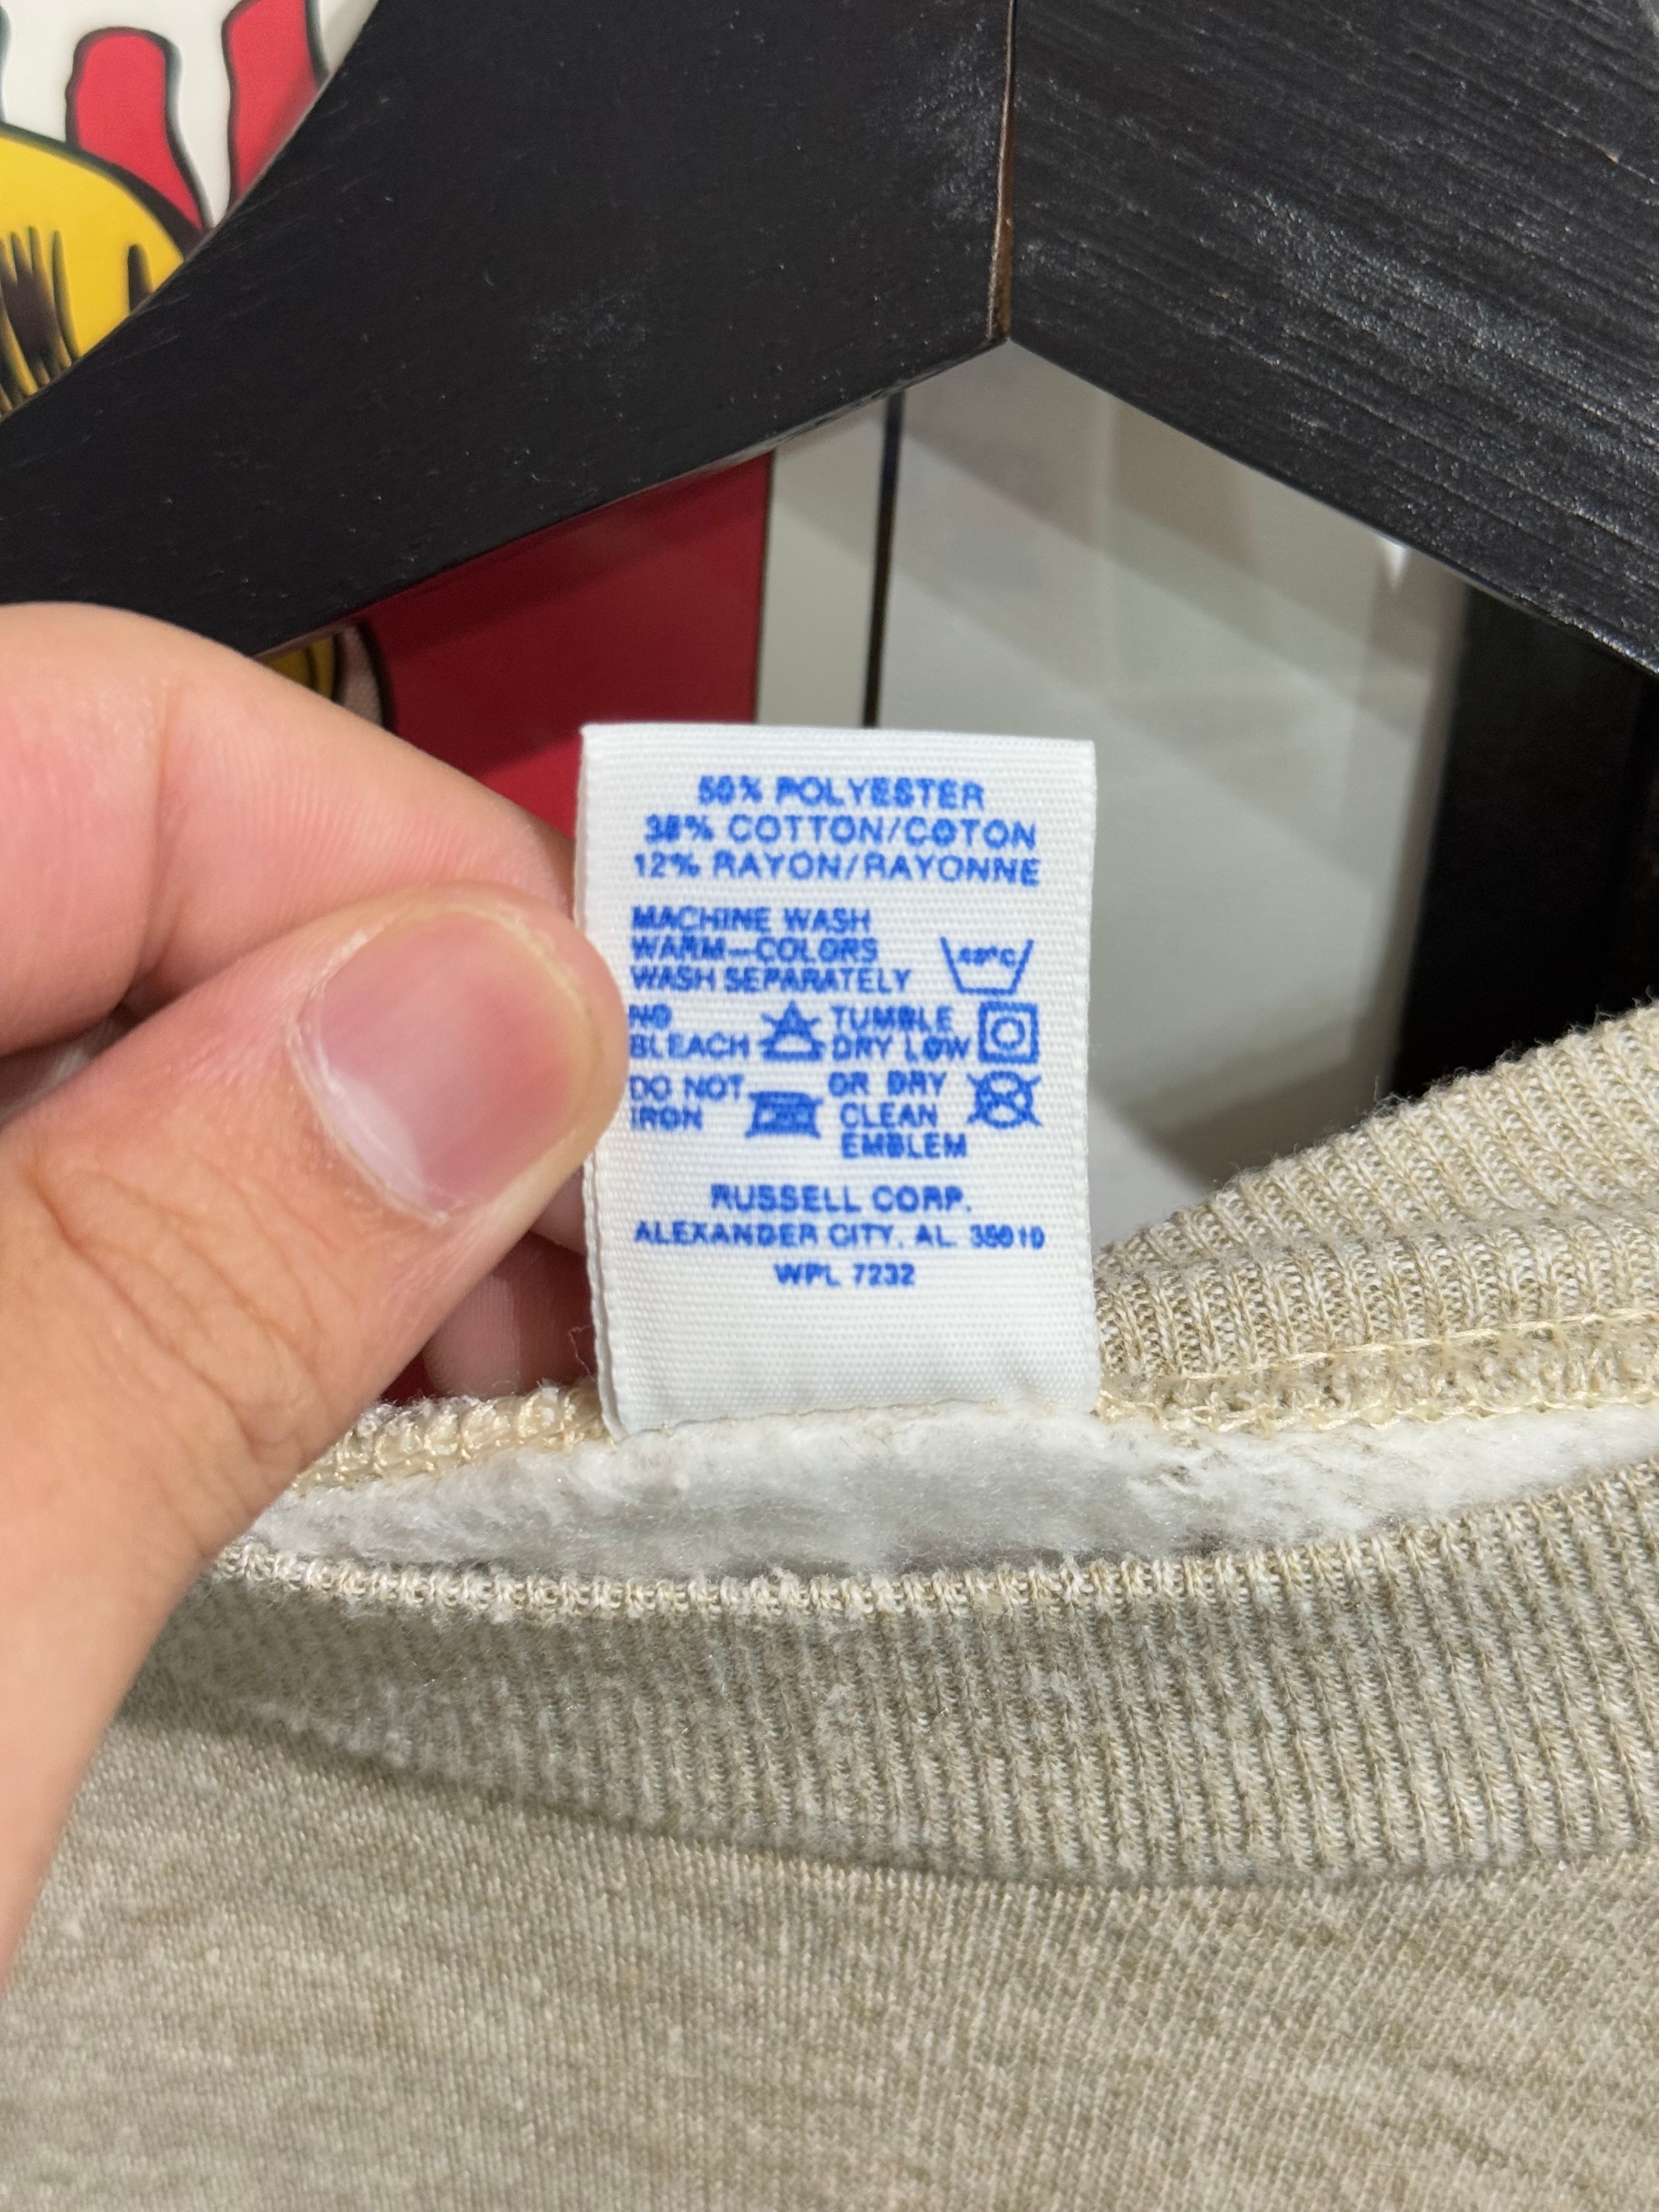 50% POLYESTER
38% COTTON/COTON
12% RAYON/RAYONNE
MACHINE WASH
WARM—COLORS
WASH SEPARATELY
40°C
NO
BLEACH
TUMBLE
DRY LOW
DO NOT
IRON
OR DRY
CLEAN
EMBLEM
RUSSELL CORP.
ALEXANDER CITY, AL 35010
WPL 7232